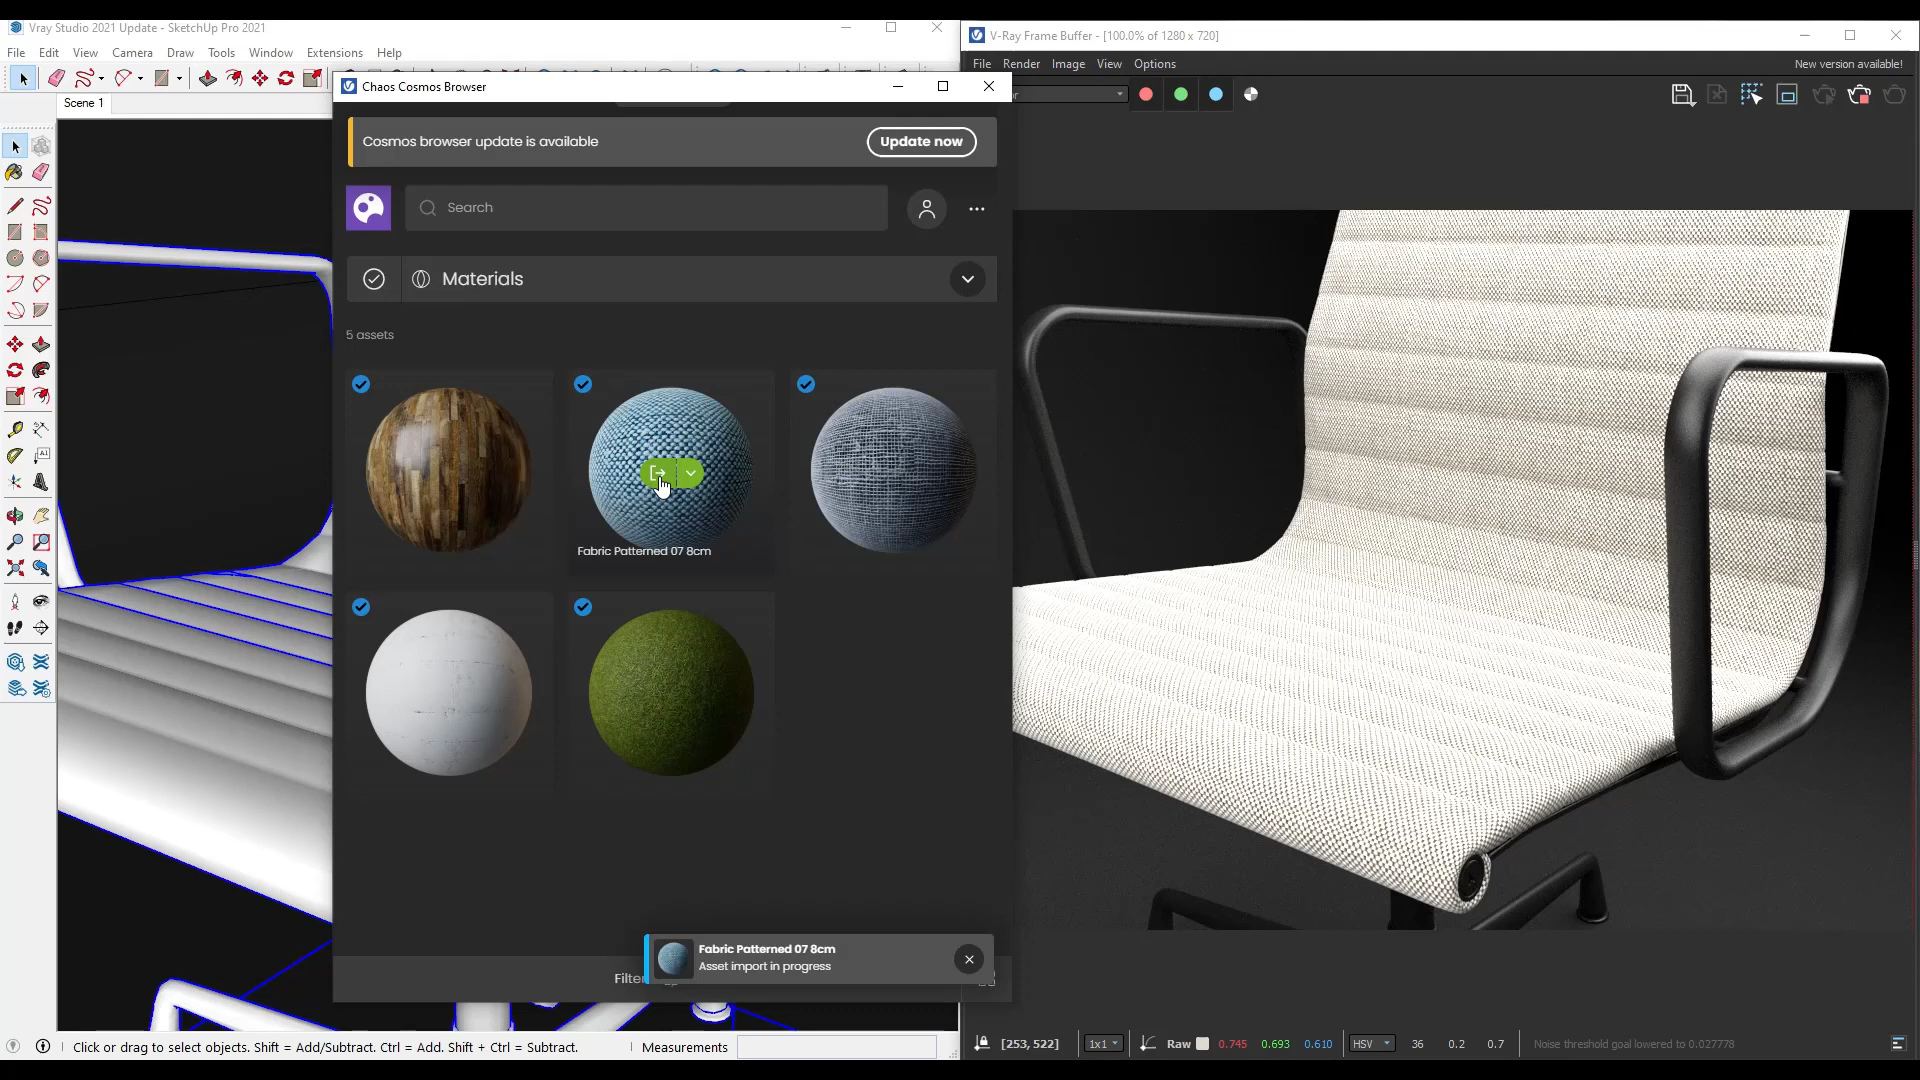 Vray Studio 2021 Update - SketchUp Pro 2021
File Edit View Camera Draw Tools Window Extensions Help
Scene 1
Chaos Cosmos Browser
Cosmos browser update is available
Update now
Search
Materials
5 assets
Fabric Patterned 07 8cm
Fabric Patterned 07 8cm
Asset import in progress
Click or drag to select objects. Shift = Add/Subtract. Ctrl = Add. Shift + Ctrl = Subtract.
Measurements
V-Ray Frame Buffer - [100.0% of 1280 x 720]
File Render Image View Options
New version available!
[253, 522]
1x1
Raw 0.745 0.693 0.610
HSV 36 0.2 0.7
Noise threshold goal lowered to 0.027778